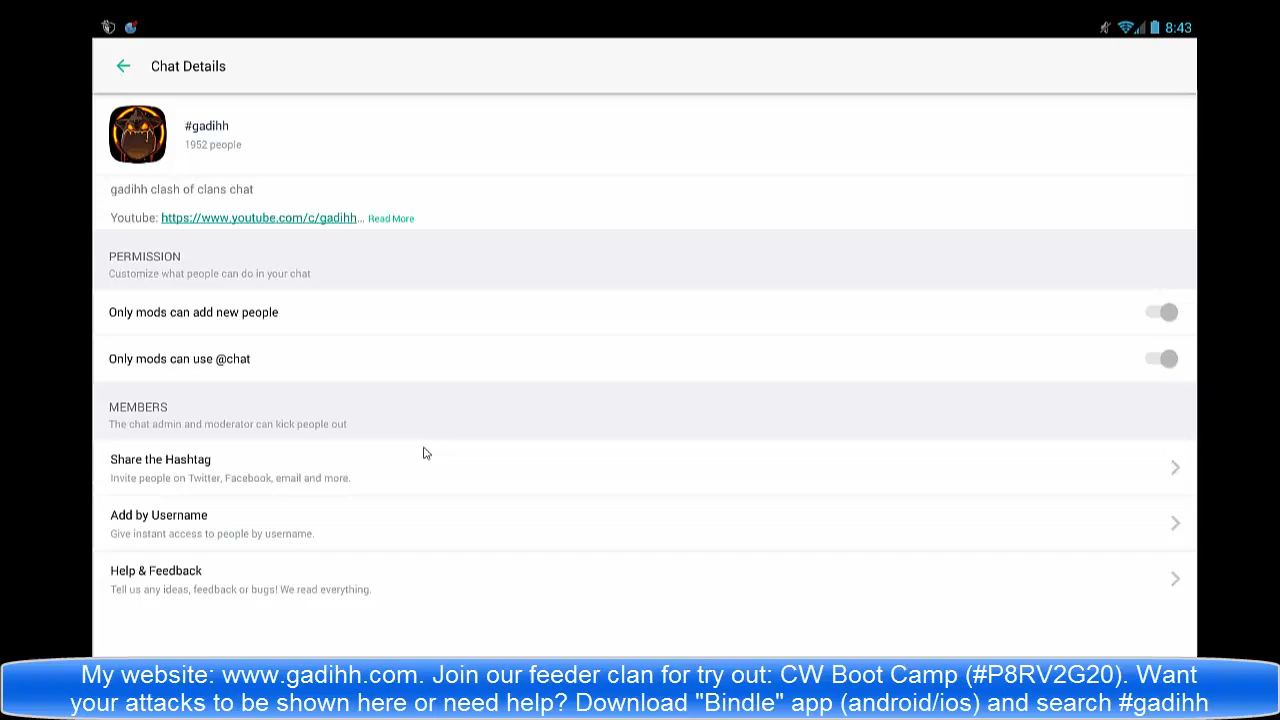 8:43
Chat Details
#gadihh
1952 people
gadihh clash of clans chat
Youtube: https://www.youtube.com/c/gadihh... Read More
PERMISSION
Customize what people can do in your chat
Only mods can add new people
Only mods can use @chat
MEMBERS
The chat admin and moderator can kick people out
Share the Hashtag
Invite people on Twitter, Facebook, email and more.
Add by Username
Give instant access to people by username.
Help & Feedback
Tell us any ideas, feedback or bugs! We read everything.
My website: www.gadihh.com. Join our feeder clan for try out: CW Boot Camp (#P8RV2G20). Want
your attacks to be shown here or need help? Download "Bindle" app (android/ios) and search #gadihh